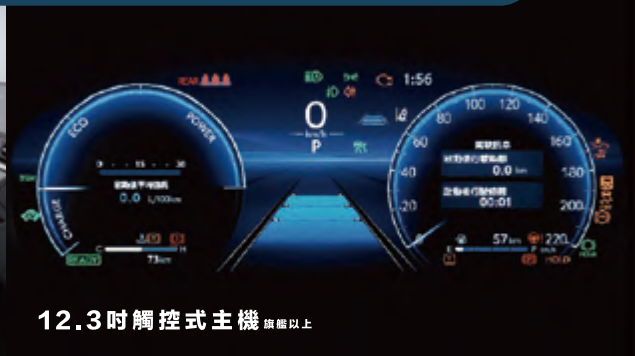 REAR
1:56
ECO
POWER
CHARGE
0
km/h
P
0 · 15 · 30
0.0 L/100km
C
H
READY
73km
20
40
60
80
100
120
140
160
180
200
220
0.0 km
00:01
57km
E
F
HOLD
12.3吋觸控式主機 旗艦以上